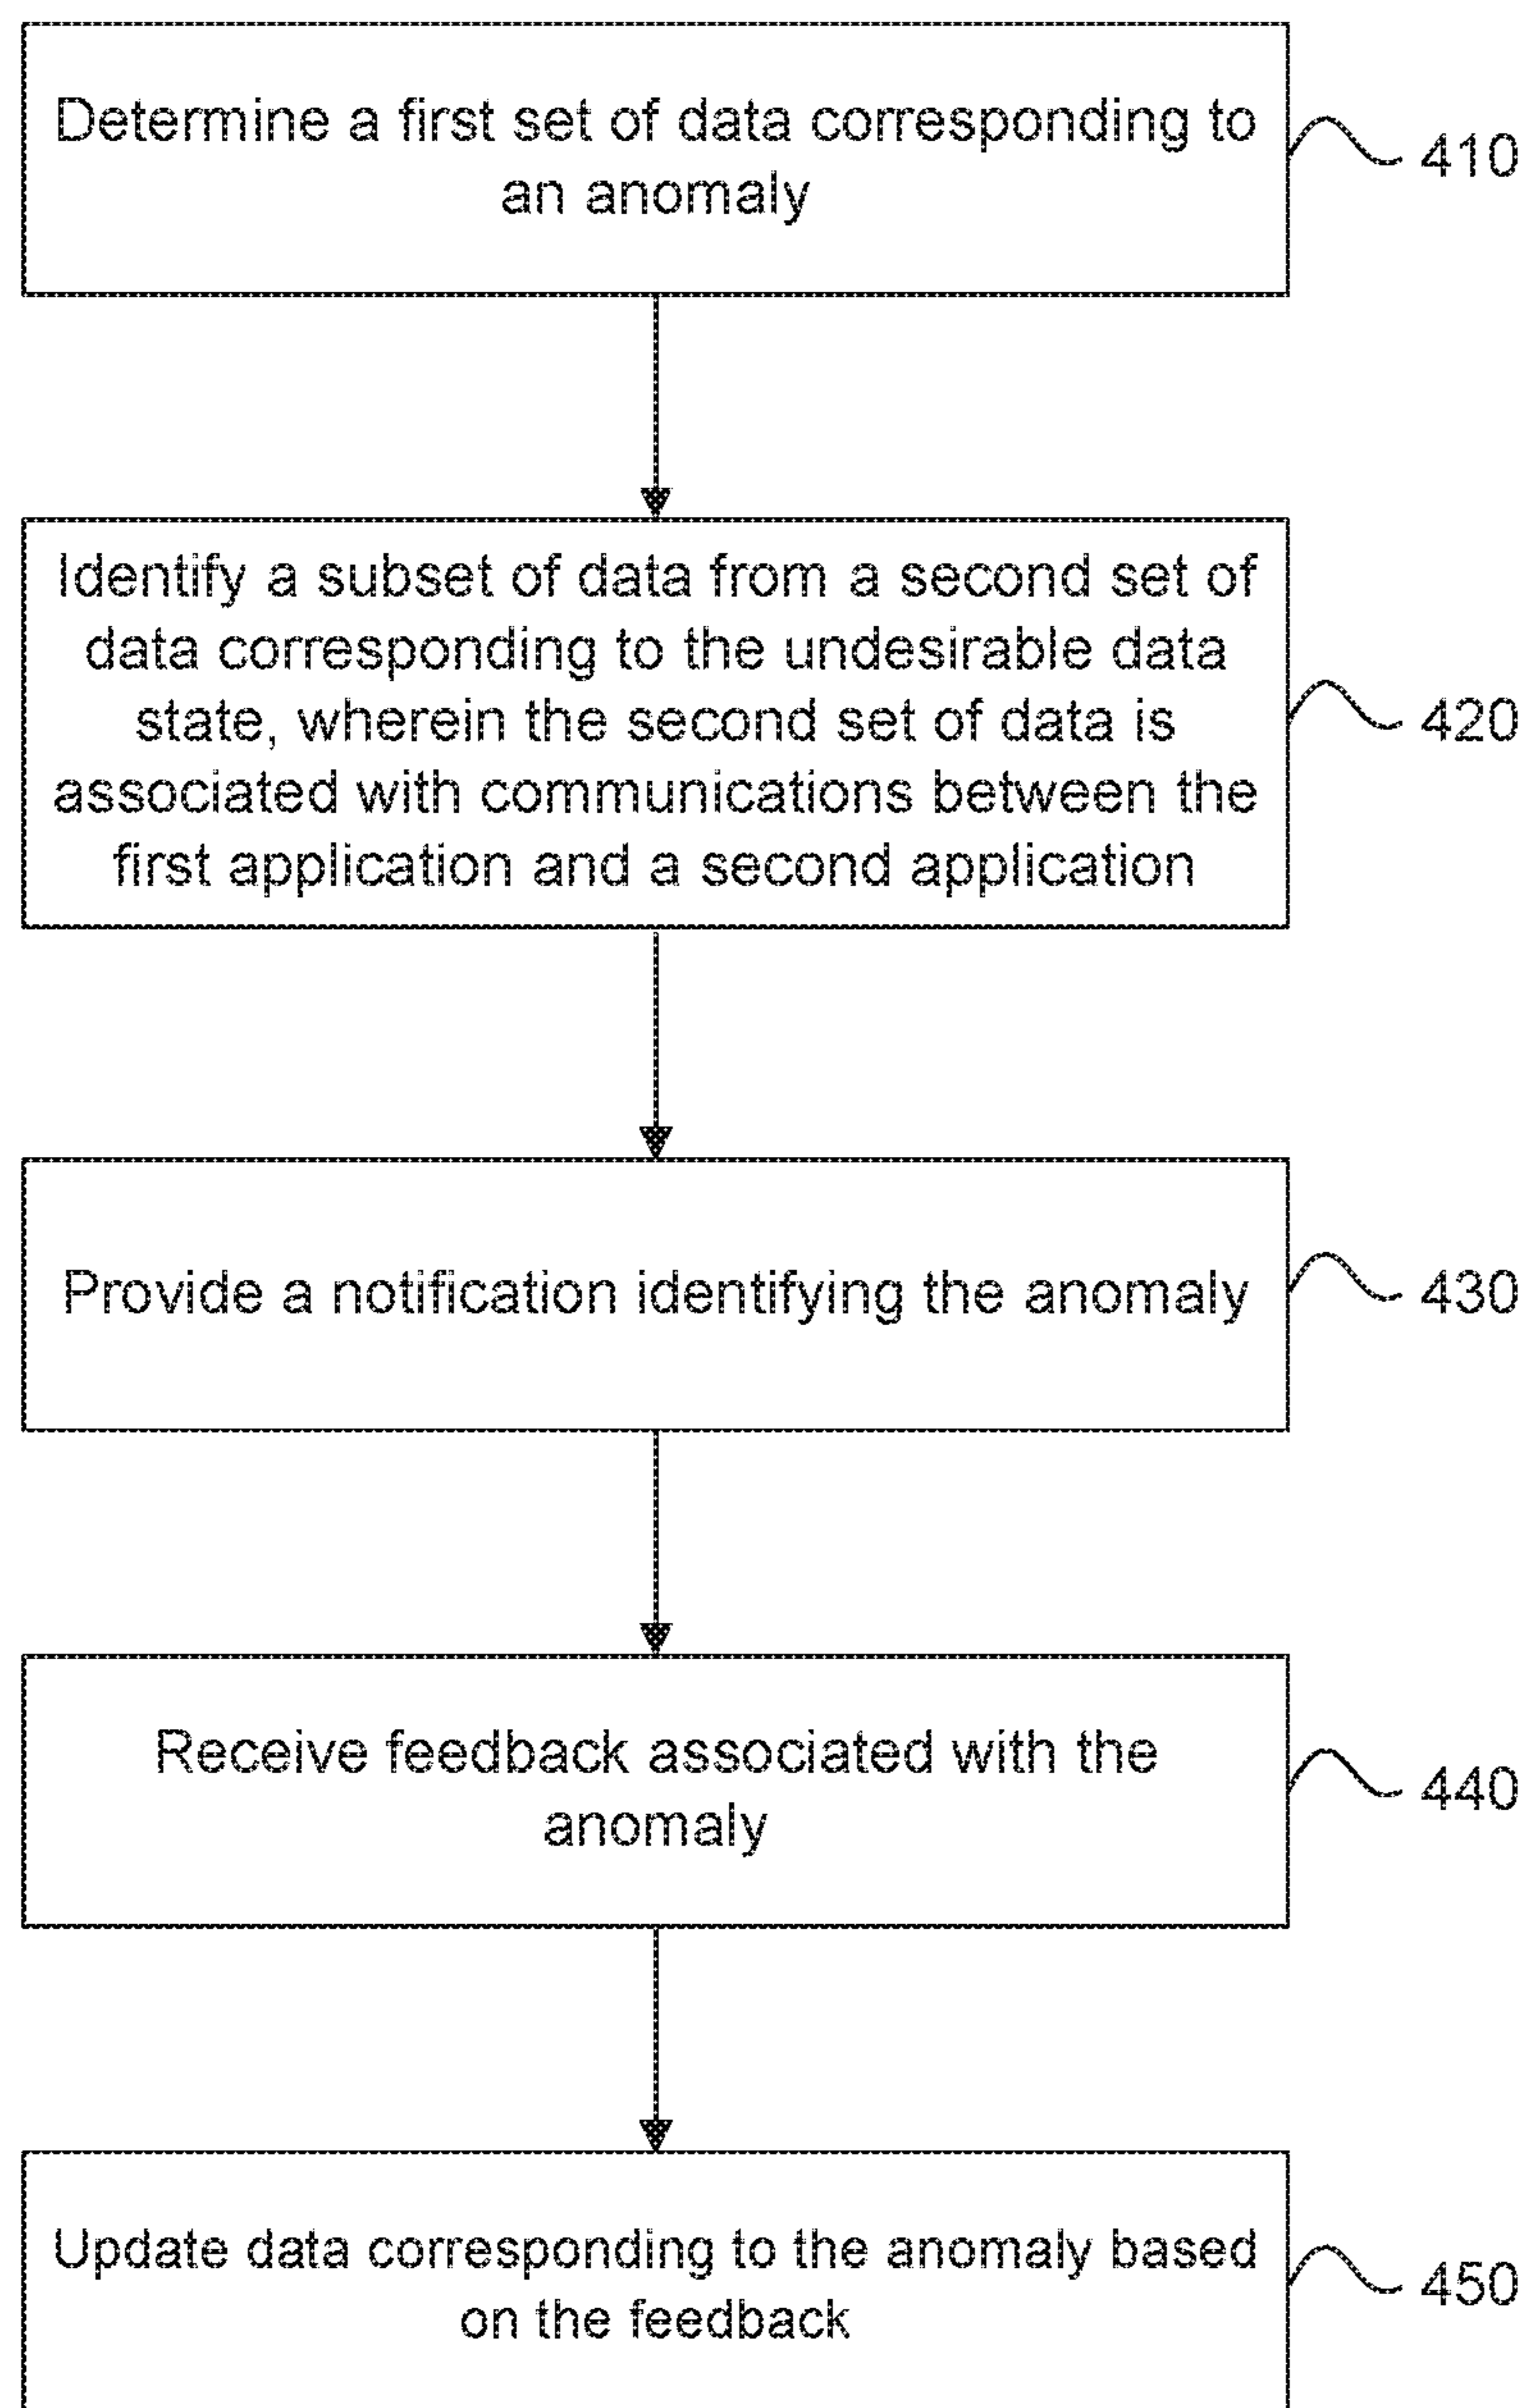 Determine a first set of data corresponding to
an anomaly
410
Identify a subset of data from a second set of
data corresponding to the undesirable data
state, wherein the second set of data is
associated with communications between the
first application and a second application
420
Provide a notification identifying the anomaly
430
Receive feedback associated with the
anomaly
440
Update data corresponding to the anomaly based
on the feedback
450